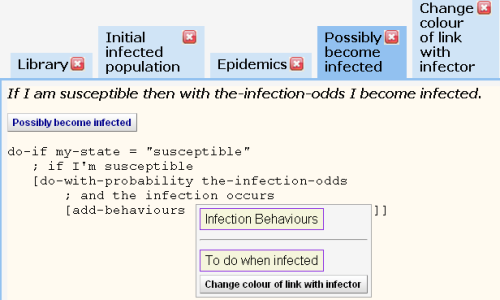 Library
Initial
infected
population
Epidemics
Possibly
become
infected
Change
colour
of link
with
infector
If I am susceptible then with the-infection-odds I become infected.
Possibly become infected
do-if my-state = "susceptible"
; if I'm susceptible
[do-with-probability the-infection-odds
; and the infection occurs
[add-behaviours ]]
Infection Behaviours
To do when infected
Change colour of link with infector